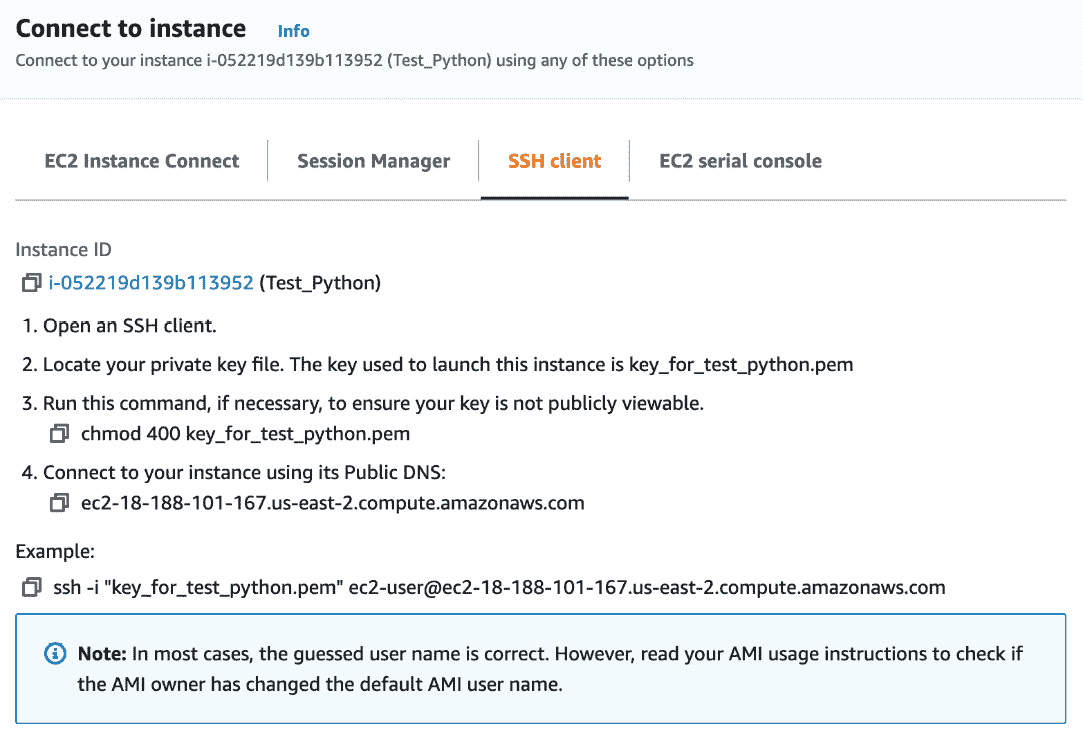 Connect to instance Info
Connect to your instance i-052219d139b113952 (Test_Python) using any of these options
EC2 Instance Connect Session Manager SSH client EC2 serial console
Instance ID
i-052219d139b113952 (Test_Python)
1. Open an SSH client.
2. Locate your private key file. The key used to launch this instance is key_for_test_python.pem
3. Run this command, if necessary, to ensure your key is not publicly viewable.
chmod 400 key_for_test_python.pem
4. Connect to your instance using its Public DNS:
ec2-18-188-101-167.us-east-2.compute.amazonaws.com
Example:
ssh -i "key_for_test_python.pem" ec2-user@ec2-18-188-101-167.us-east-2.compute.amazonaws.com
Note: In most cases, the guessed user name is correct. However, read your AMI usage instructions to check if
the AMI owner has changed the default AMI user name.